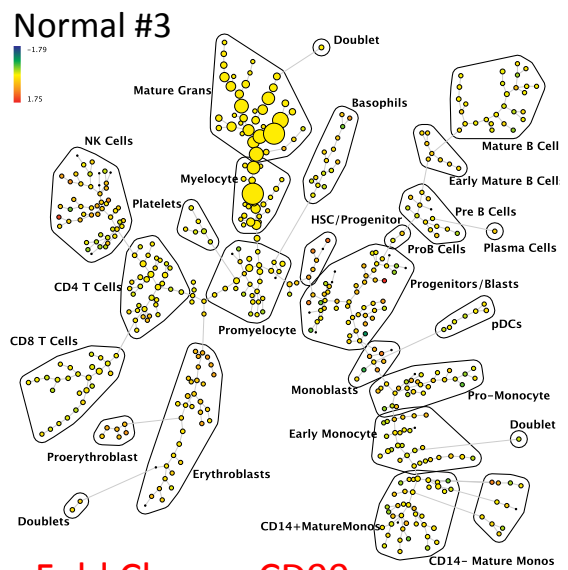 Normal #3
-1.79
1.75
Doublet
Mature Grans
Basophils
NK Cells
Mature B Cell
Myelocyte
Early Mature B Cell
Platelets
HSC/Progenitor
Pre B Cells
ProB Cells
Plasma Cells
CD4 T Cells
Progenitors/Blasts
Promyelocyte
pDCs
CD8 T Cells
Monoblasts
Pro-Monocyte
Early Monocyte
Doublet
Proerythroblast
Erythroblasts
Doublets
CD14+MatureMonos
CD14- Mature Monos